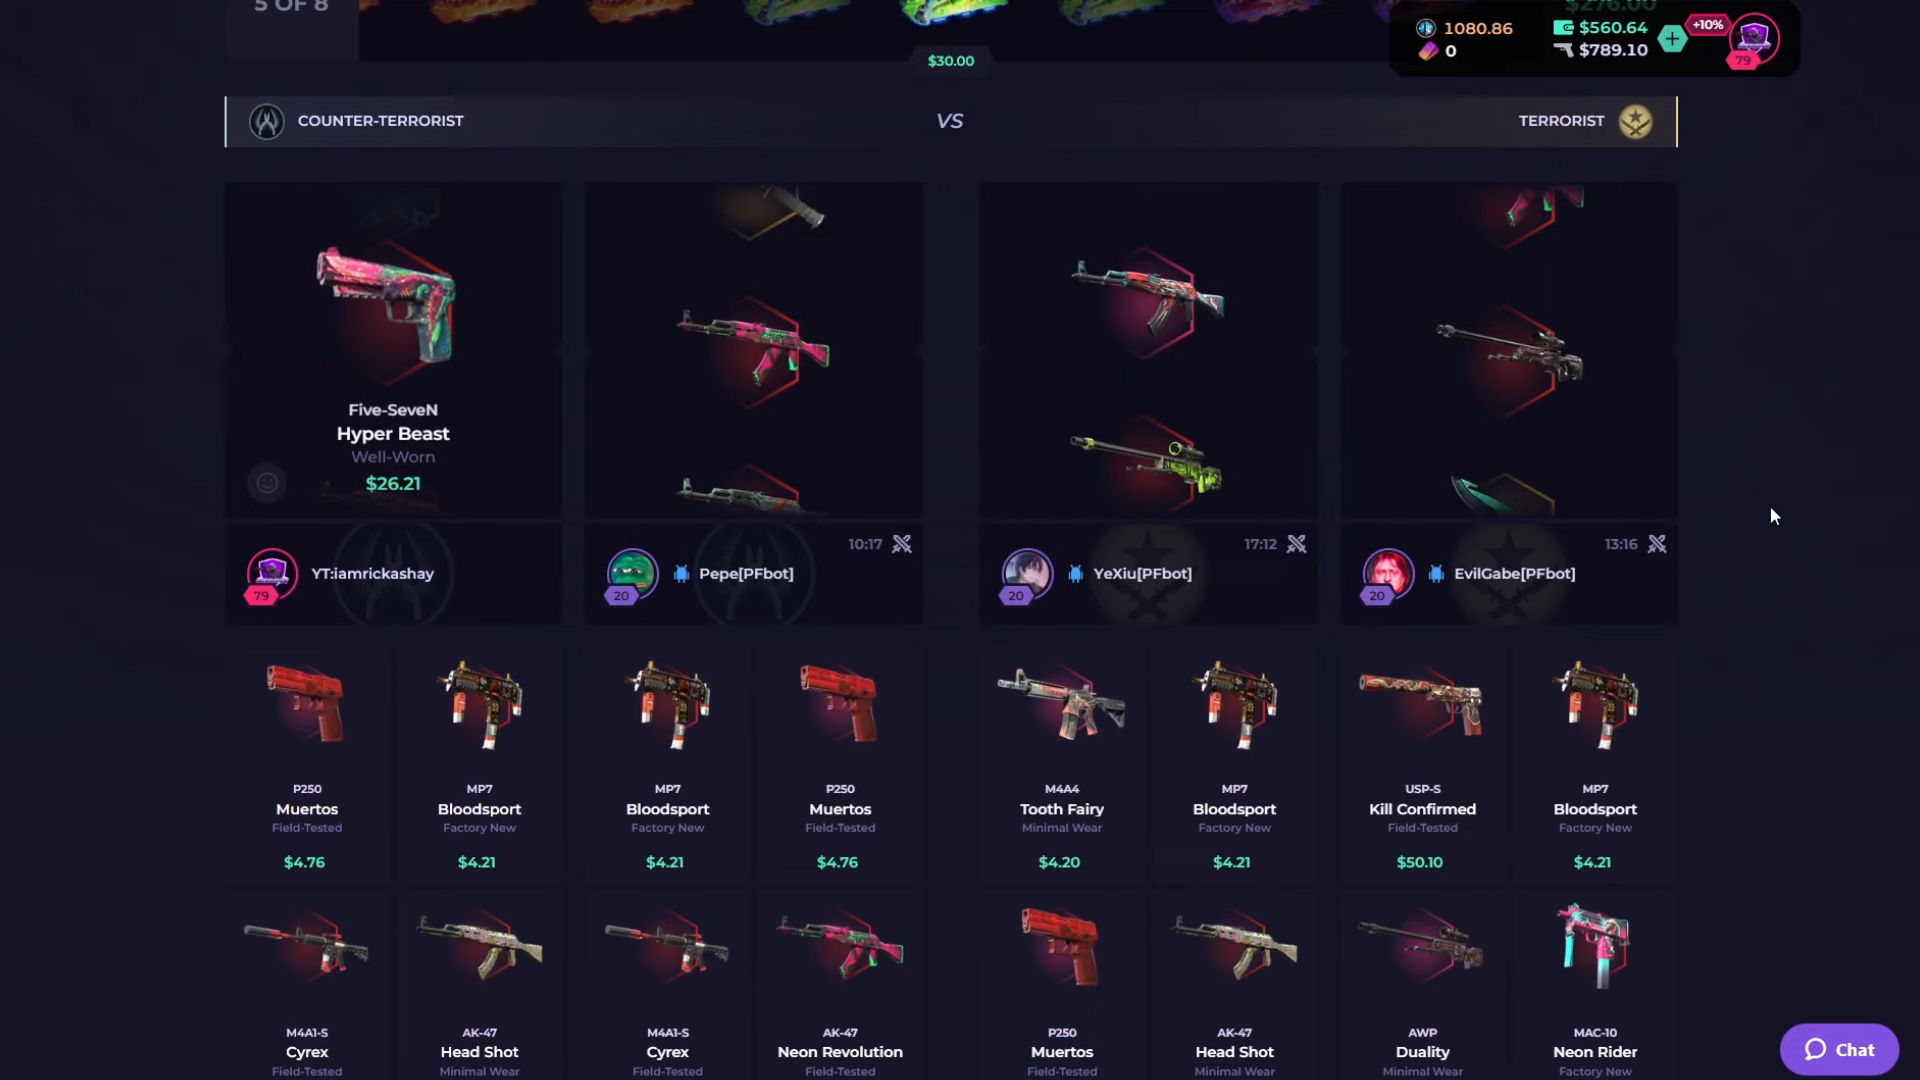 5 OF 8
$276.00
$30.00
1080.86
0
$560.64
$789.10
+10%
79
COUNTER-TERRORIST
VS
TERRORIST
Five-SeveN
Hyper Beast
Well-Worn
$26.21
79
YT:iamrickashay
20
Pepe[PFbot]
10:17
20
YeXiu[PFbot]
17:12
20
EvilGabe[PFbot]
13:16
P250
Muertos
Field-Tested
$4.76
MP7
Bloodsport
Factory New
$4.21
MP7
Bloodsport
Factory New
$4.21
P250
Muertos
Field-Tested
$4.76
M4A4
Tooth Fairy
Minimal Wear
$4.20
MP7
Bloodsport
Factory New
$4.21
USP-S
Kill Confirmed
Field-Tested
$50.10
MP7
Bloodsport
Factory New
$4.21
M4A1-S
Cyrex
Field-Tested
AK-47
Head Shot
Minimal Wear
M4A1-S
Cyrex
Field-Tested
AK-47
Neon Revolution
Field-Tested
P250
Muertos
Field-Tested
AK-47
Head Shot
Minimal Wear
AWP
Duality
Minimal Wear
MAC-10
Neon Rider
Factory New
Chat